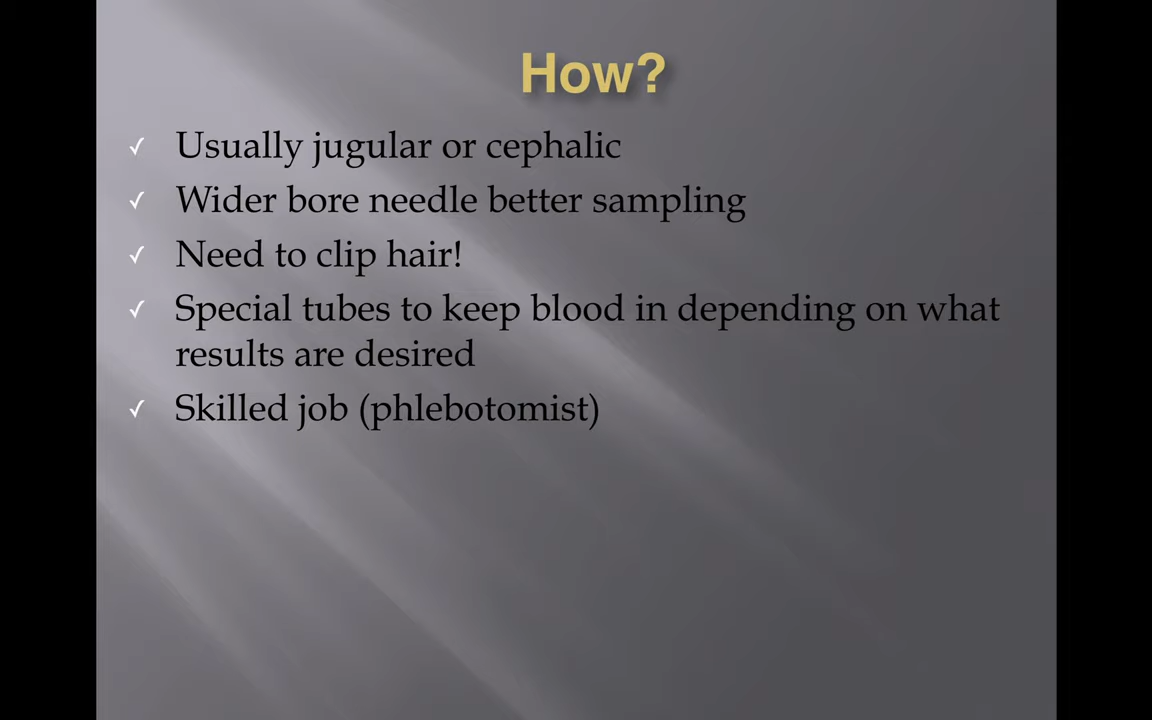 How?
✓ Usually jugular or cephalic
✓ Wider bore needle better sampling
✓ Need to clip hair!
✓ Special tubes to keep blood in depending on what
results are desired
✓ Skilled job (phlebotomist)